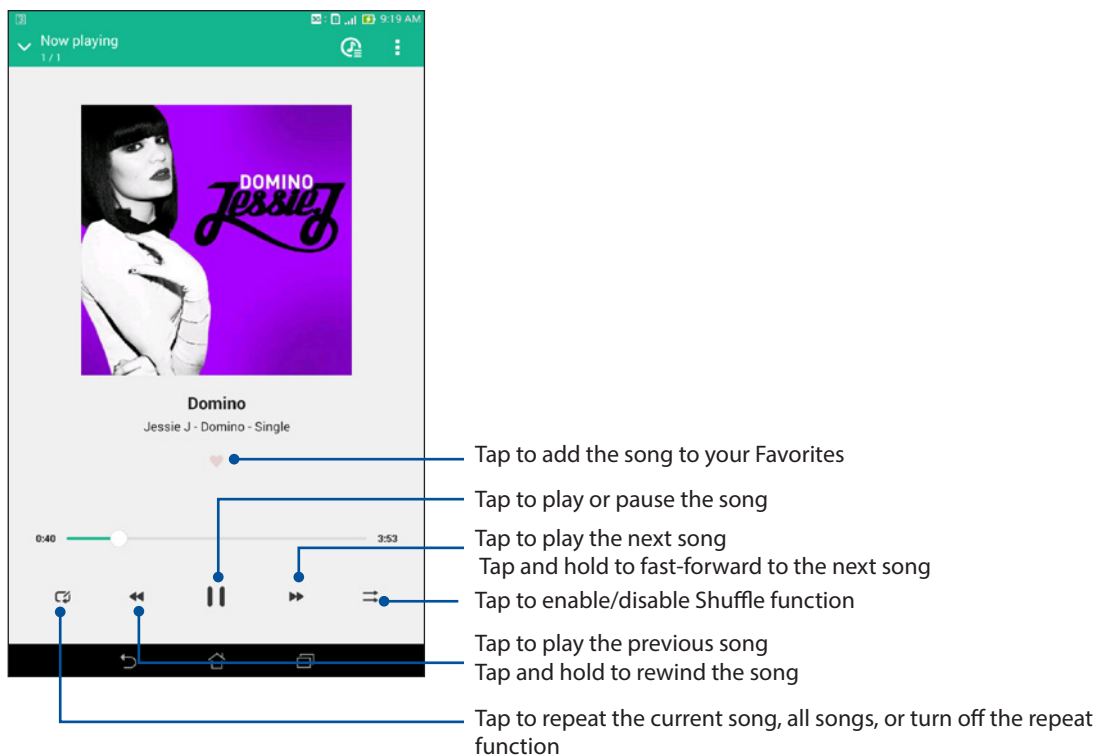 9:19 AM
Now playing
1 / 1
DOMINO
Jessie J
Domino
Jessie J - Domino - Single
Tap to add the song to your Favorites
Tap to play or pause the song
0:40
3:53
Tap to play the next song
Tap and hold to fast-forward to the next song
Tap to enable/disable Shuffle function
Tap to play the previous song
Tap and hold to rewind the song
Tap to repeat the current song, all songs, or turn off the repeat
function